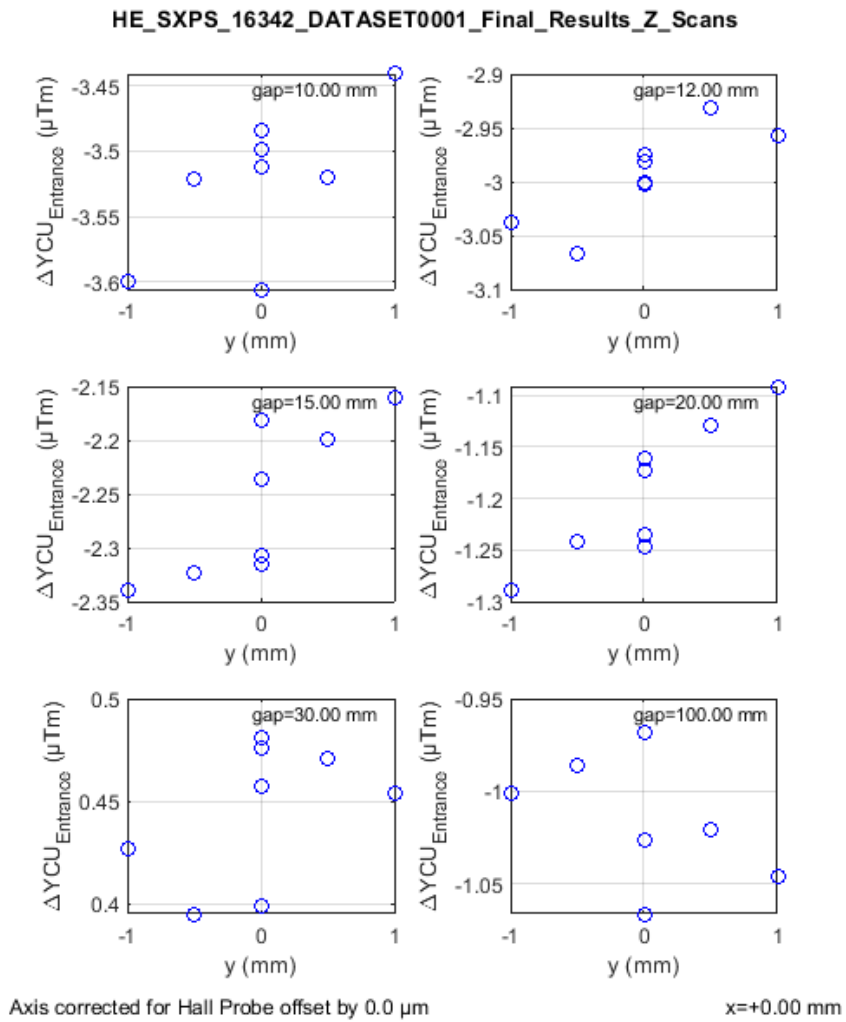 HE_SXPS_16342_DATASET0001_Final_Results_Z_Scans
gap=10.00 mm
ΔYCU_Entrance (µTm)
-3.45
-3.5
-3.55
-3.6
-1
0
1
y (mm)
gap=12.00 mm
ΔYCU_Entrance (µTm)
-2.9
-2.95
-3
-3.05
-3.1
-1
0
1
y (mm)
gap=15.00 mm
ΔYCU_Entrance (µTm)
-2.15
-2.2
-2.25
-2.3
-2.35
-1
0
1
y (mm)
gap=20.00 mm
ΔYCU_Entrance (µTm)
-1.1
-1.15
-1.2
-1.25
-1.3
-1
0
1
y (mm)
gap=30.00 mm
ΔYCU_Entrance (µTm)
0.5
0.45
0.4
-1
0
1
y (mm)
gap=100.00 mm
ΔYCU_Entrance (µTm)
-0.95
-1
-1.05
-1
0
1
y (mm)
Axis corrected for Hall Probe offset by 0.0 µm
x=+0.00 mm